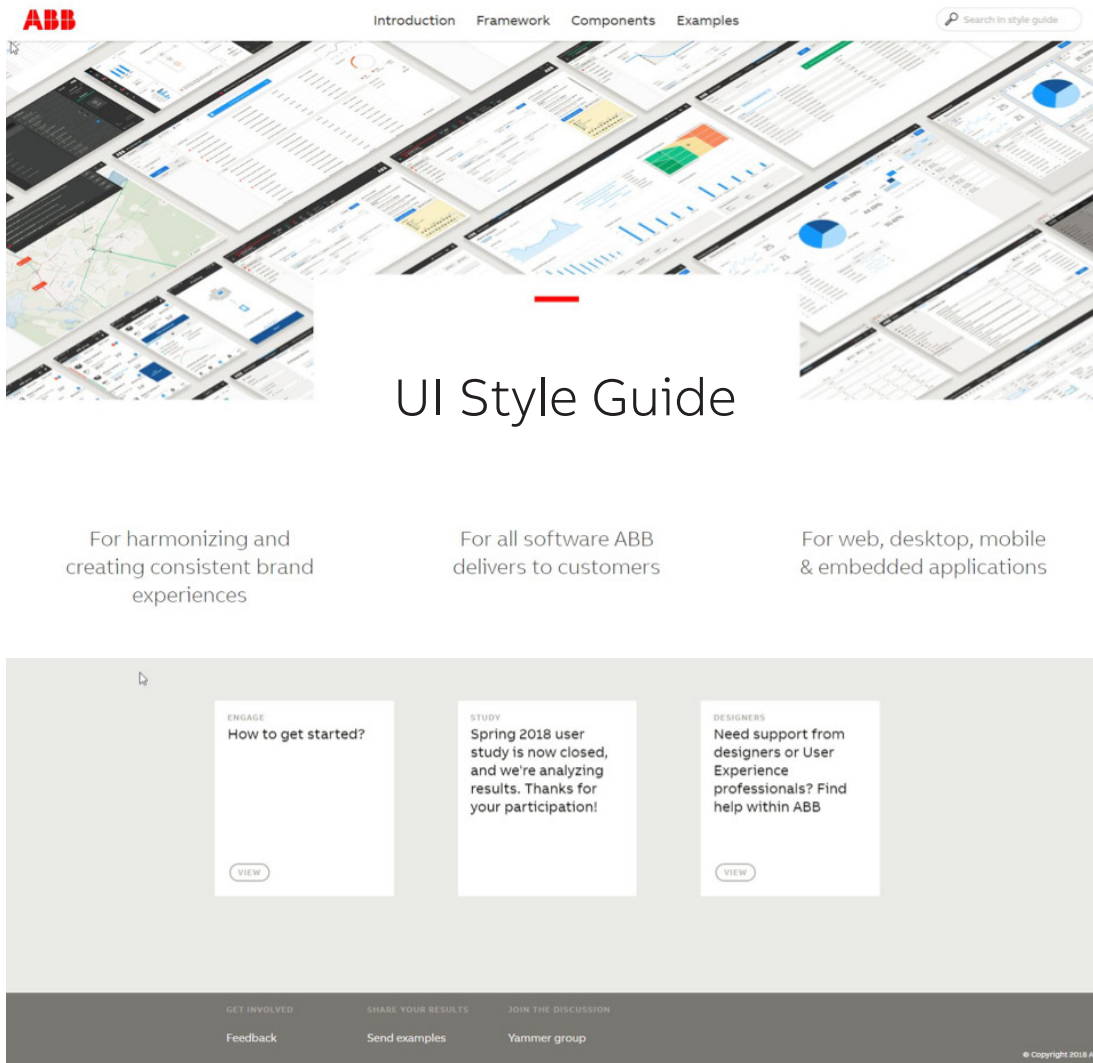 ABB
Introduction Framework Components Examples
Search in style guide
UI Style Guide
For harmonizing and
creating consistent brand
experiences
For all software ABB
delivers to customers
For web, desktop, mobile
& embedded applications
ENGAGE
How to get started?
VIEW
STUDY
Spring 2018 user
study is now closed,
and we're analyzing
results. Thanks for
your participation!
DESIGNERS
Need support from
designers or User
Experience
professionals? Find
help within ABB
VIEW
GET INVOLVED
Feedback
SHARE YOUR RESULTS
Send examples
JOIN THE DISCUSSION
Yammer group
© Copyright 2018 A